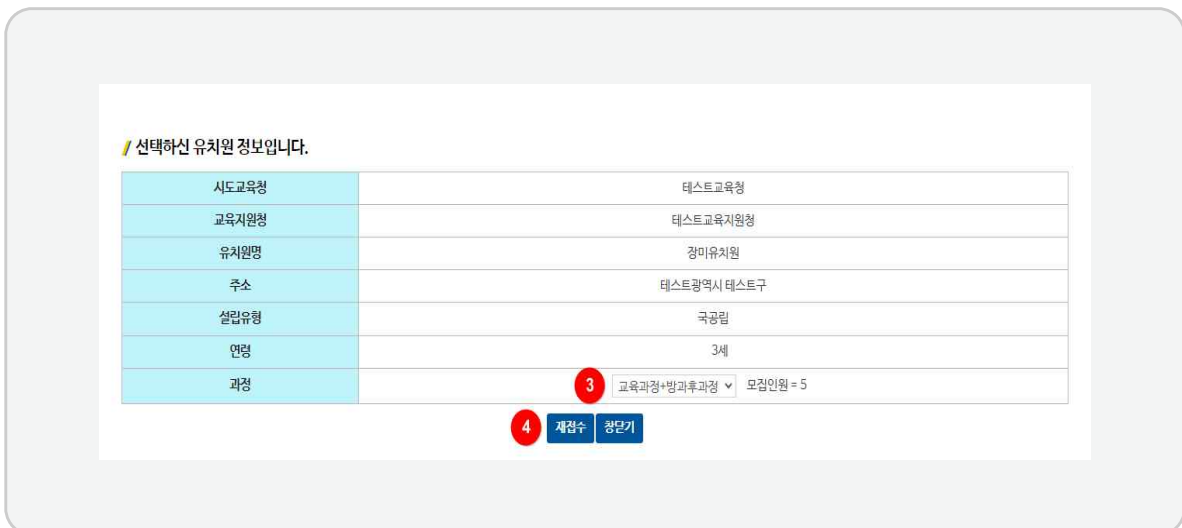 선택하신 유치원 정보입니다.
시도교육청 테스트교육청
교육지원청 테스트교육지원청
유치원명 장미유치원
주소 테스트광역시 테스트구
설립유형 국공립
연령 3세
과정 3 교육과정+방과후과정 모집인원 = 5
4 재접수 창닫기